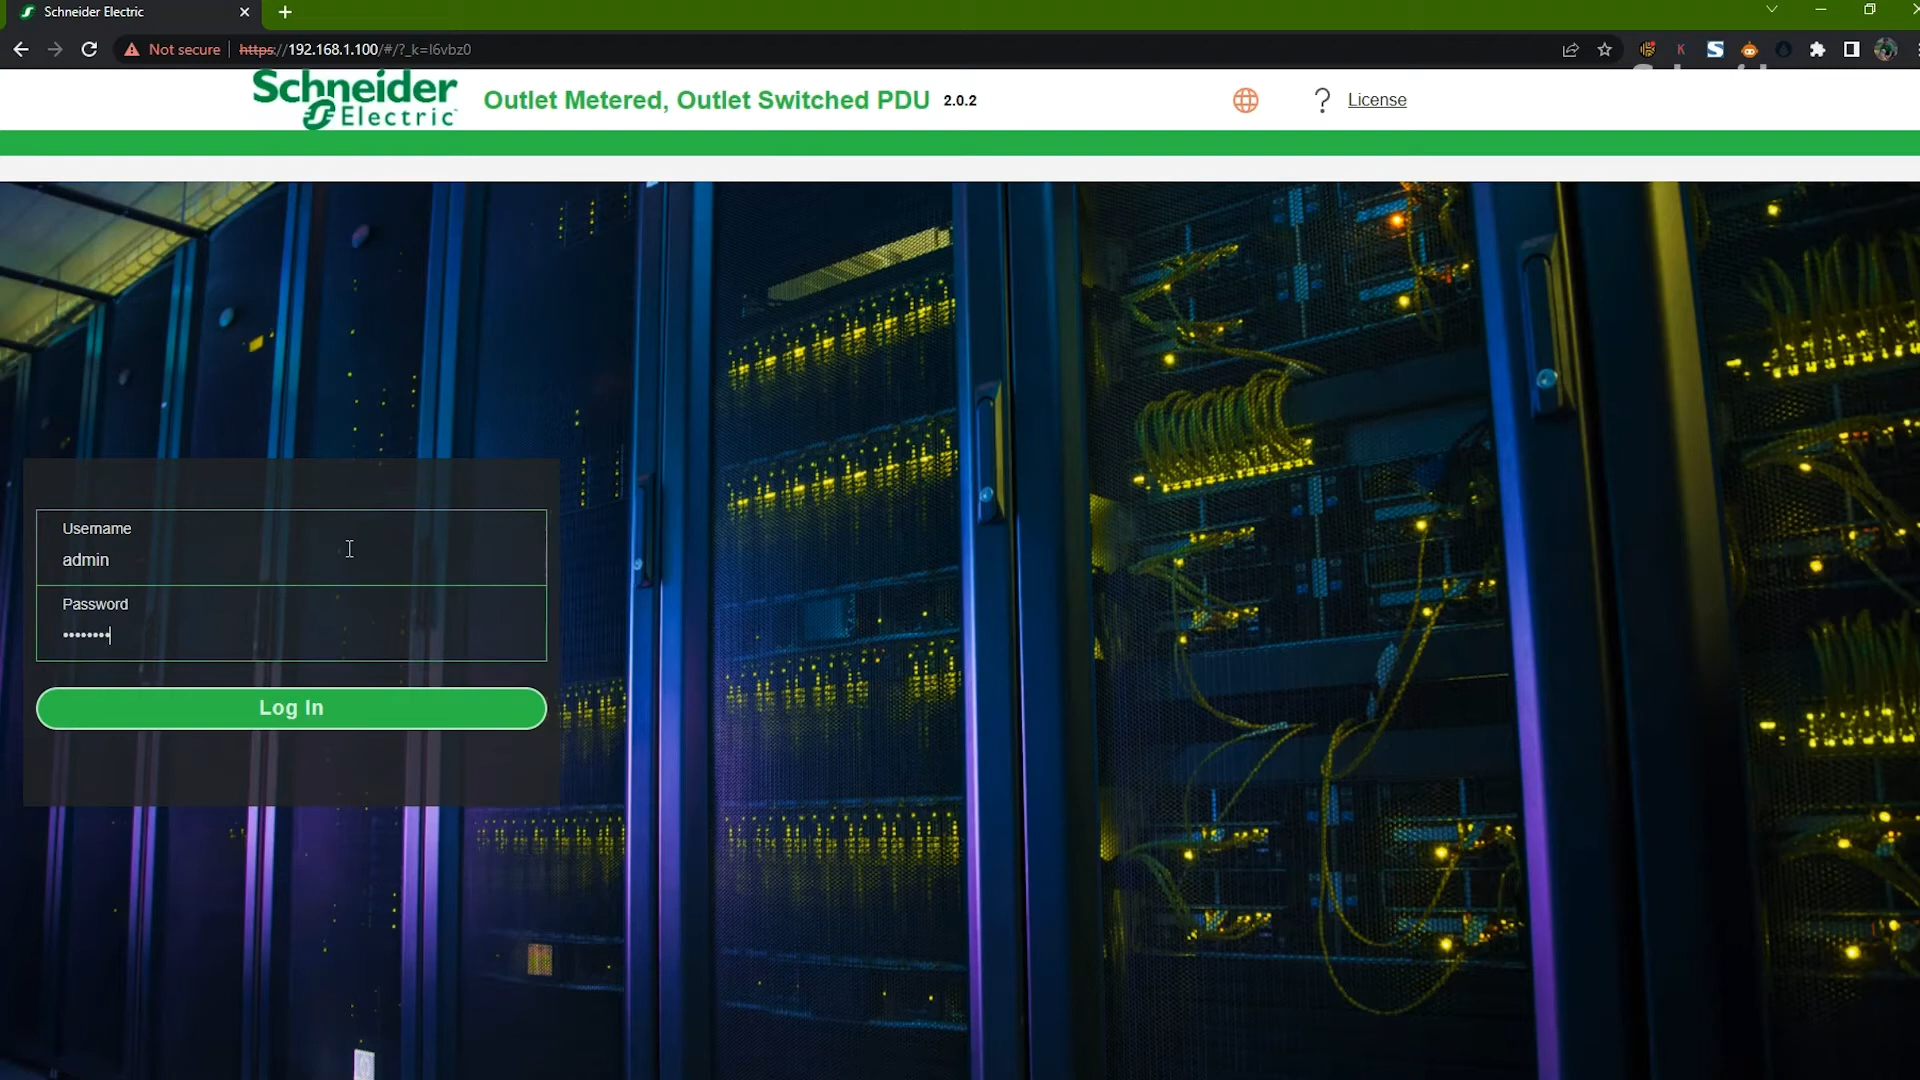 Schneider Electric
Not secure
https://192.168.1.100/#/?_k=l6vbz0
Schneider
Electric
Outlet Metered, Outlet Switched PDU 2.0.2
? License
Username
admin
Password
••••••••
Log In